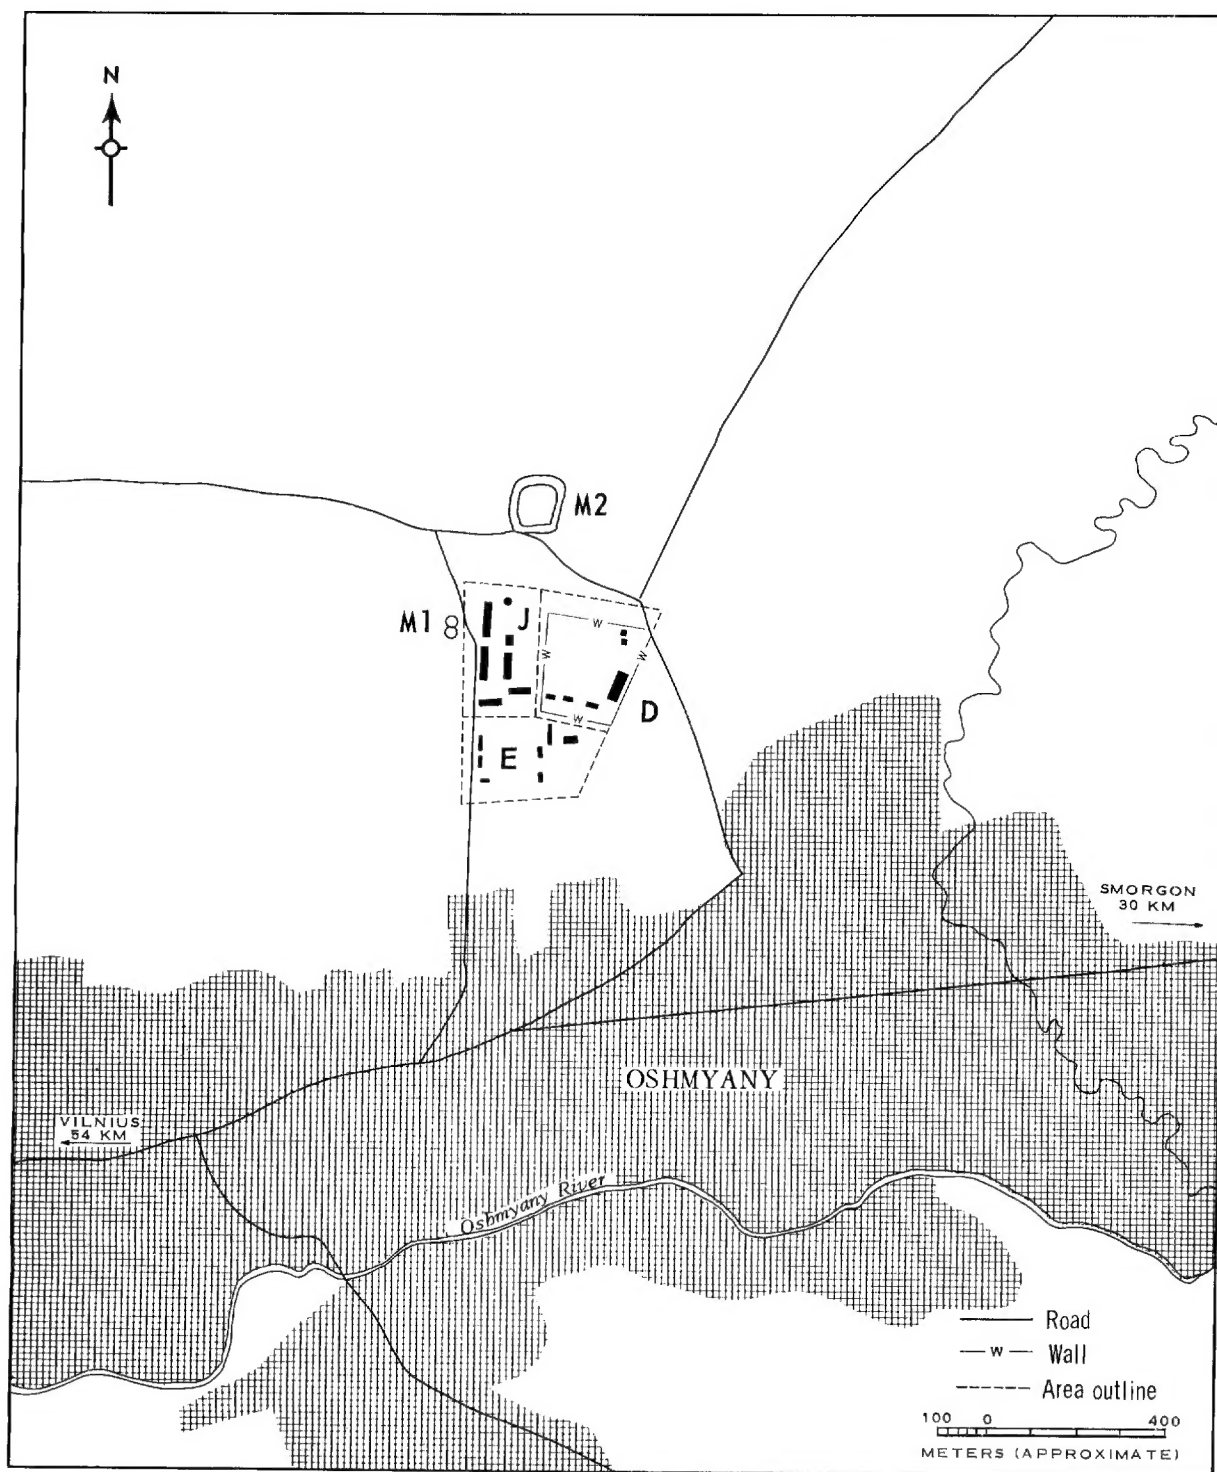 N
M2
M1
8
J
W
W
W
D
W
E
SMORGON
30 KM
OSHMYANY
VILNIUS
54 KM
Oshmyany River
Road
W Wall
Area outline
100 0 400
METERS (APPROXIMATE)